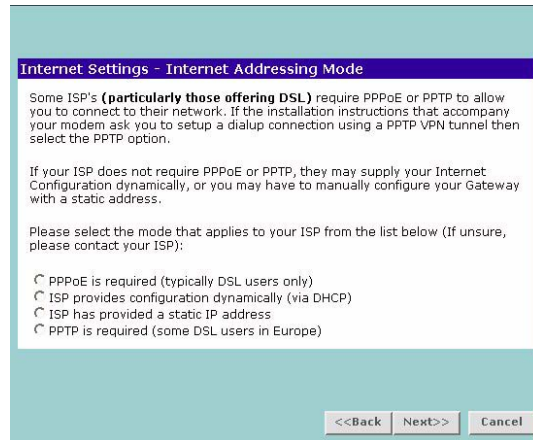 Internet Settings - Internet Addressing Mode
Some ISP's (particularly those offering DSL) require PPPoE or PPTP to allow
you to connect to their network. If the installation instructions that accompany
your modem ask you to setup a dialup connection using a PPTP VPN tunnel then
select the PPTP option.
If your ISP does not require PPPoE or PPTP, they may supply your Internet
Configuration dynamically, or you may have to manually configure your Gateway
with a static address.
Please select the mode that applies to your ISP from the list below (If unsure,
please contact your ISP):
PPPoE is required (typically DSL users only)
ISP provides configuration dynamically (via DHCP)
ISP has provided a static IP address
PPTP is required (some DSL users in Europe)
<<Back Next>> Cancel